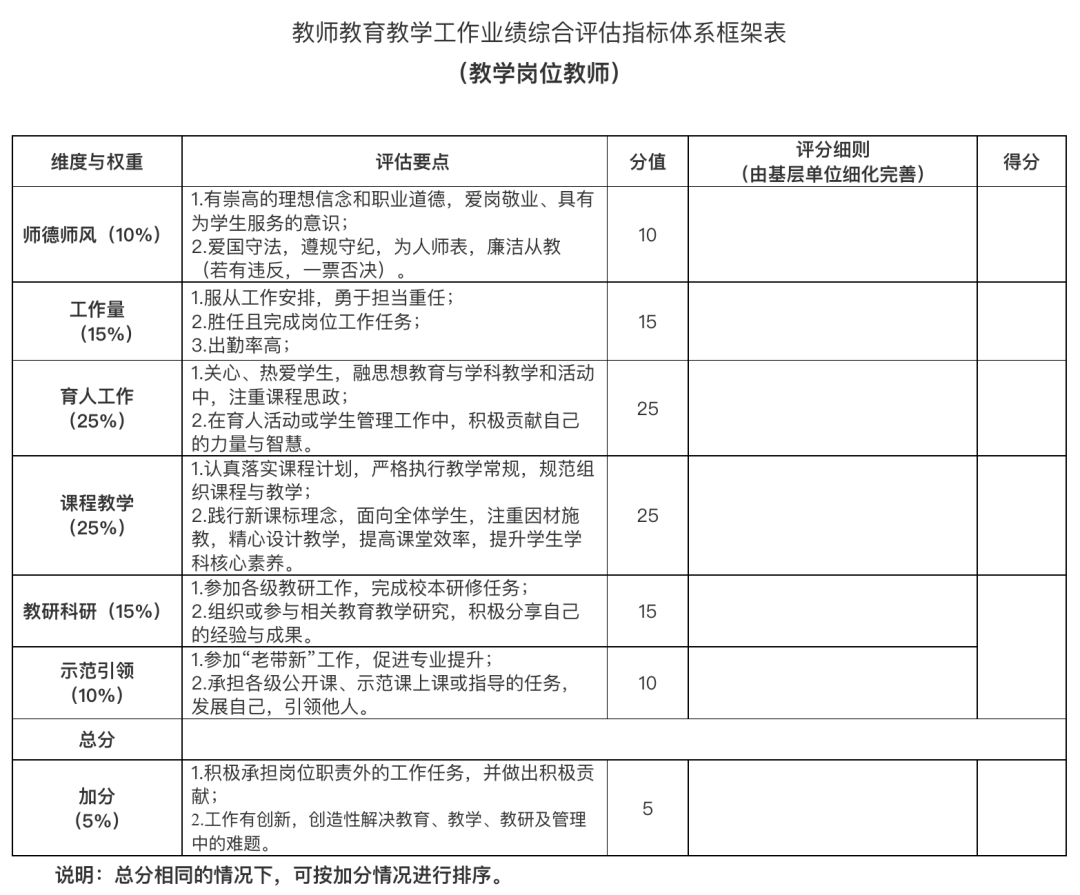 教师教育教学工作业绩综合评估指标体系框架表
（教学岗位教师）
维度与权重
评估要点
分值
评分细则
（由基层单位细化完善）
得分
师德师风（10%）
1.有崇高的理想信念和职业道德，爱岗敬业、具有
为学生服务的意识；
2.爱国守法，遵规守纪，为人师表，廉洁从教
（若有违反，一票否决）。
10
工作量
（15%）
1.服从工作安排，勇于担当重任；
2.胜任且完成岗位工作任务；
3.出勤率高；
15
育人工作
（25%）
1.关心、热爱学生，融思想教育与学科教学和活动
中，注重课程思政；
2.在育人活动或学生管理工作中，积极贡献自己
的力量与智慧。
25
课程教学
（25%）
1.认真落实课程计划，严格执行教学常规，规范组
织课程与教学；
2.践行新课标理念，面向全体学生，注重因材施
教，精心设计教学，提高课堂效率，提升学生学
科核心素养。
25
教研科研（15%）
1.参加各级教研工作，完成校本研修任务；
2.组织或参与相关教育教学研究，积极分享自己
的经验与成果。
15
示范引领
（10%）
1.参加“老带新”工作，促进专业提升；
2.承担各级公开课、示范课上课或指导的任务，
发展自己，引领他人。
10
总分
加分
（5%）
1.积极承担岗位职责外的工作任务，并做出积极贡
献；
2.工作有创新，创造性解决教育、教学、教研及管理
中的难题。
5
说明：总分相同的情况下，可按加分情况进行排序。